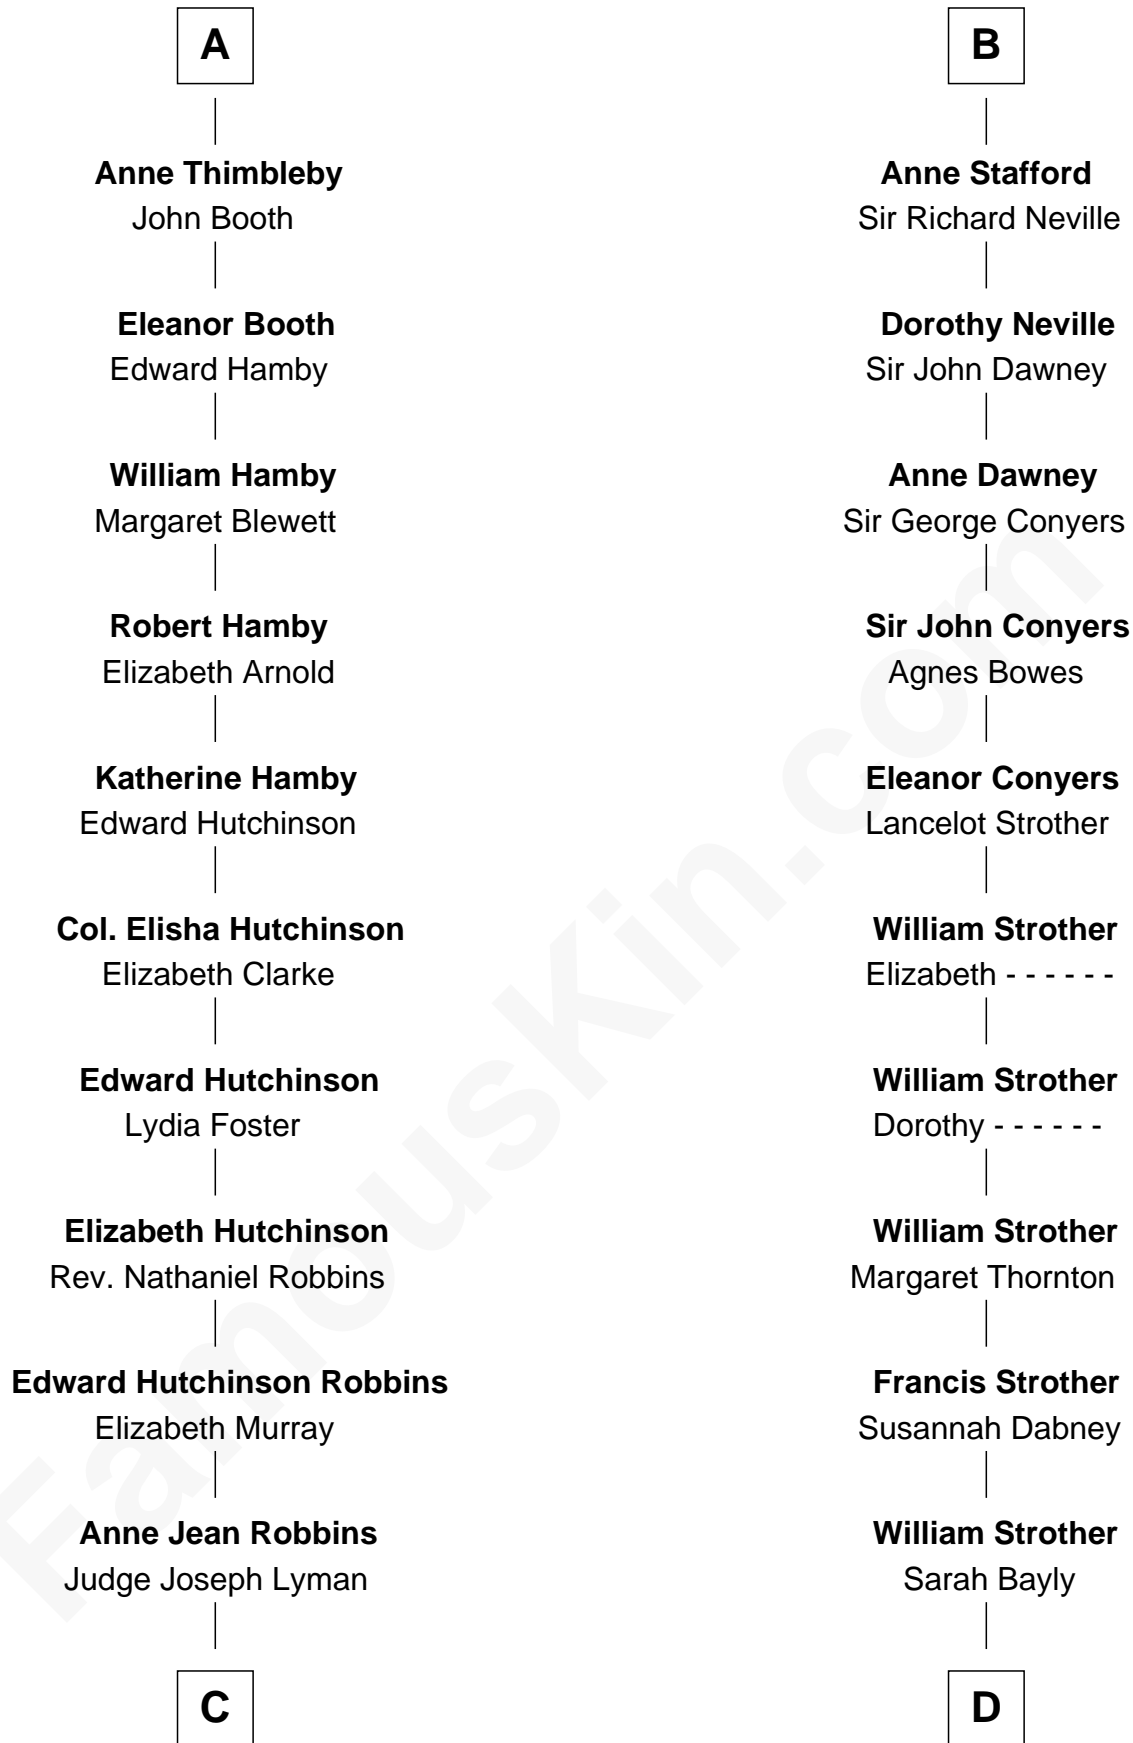 A
Anne Thimbleby
John Booth
Eleanor Booth
Edward Hamby
William Hamby
Margaret Blewett
Robert Hamby
Elizabeth Arnold
Katherine Hamby
Edward Hutchinson
Col. Elisha Hutchinson
Elizabeth Clarke
Edward Hutchinson
Lydia Foster
Elizabeth Hutchinson
Rev. Nathaniel Robbins
Edward Hutchinson Robbins
Elizabeth Murray
Anne Jean Robbins
Judge Joseph Lyman
C
B
Anne Stafford
Sir Richard Neville
Dorothy Neville
Sir John Dawney
Anne Dawney
Sir George Conyers
Sir John Conyers
Agnes Bowes
Eleanor Conyers
Lancelot Strother
William Strother
Elizabeth - - - - - -
William Strother
Dorothy - - - - - -
William Strother
Margaret Thornton
Francis Strother
Susannah Dabney
William Strother
Sarah Bayly
D
FamousKin.com